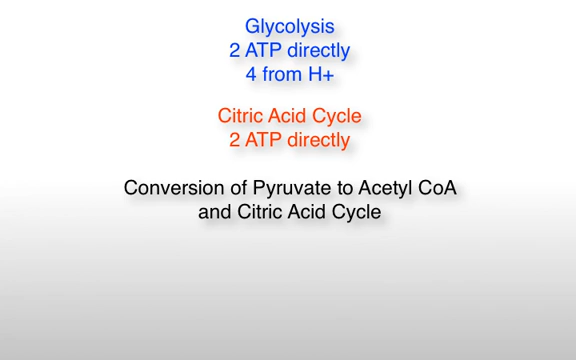 Glycolysis
2 ATP directly
4 from H+
Citric Acid Cycle
2 ATP directly
Conversion of Pyruvate to Acetyl CoA
and Citric Acid Cycle